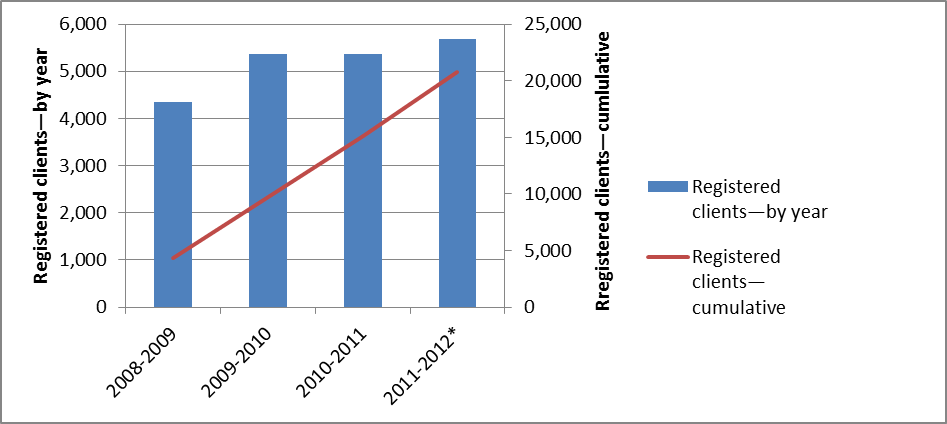 Registered clients—by year
6,000
5,000
4,000
3,000
2,000
1,000
0
25,000
20,000
15,000
10,000
5,000
0
Rregistered clients—cumlulative
2008-2009
2009-2010
2010-2011
2011-2012*
Registered
clients—by year
Registered
clients—
cumulative